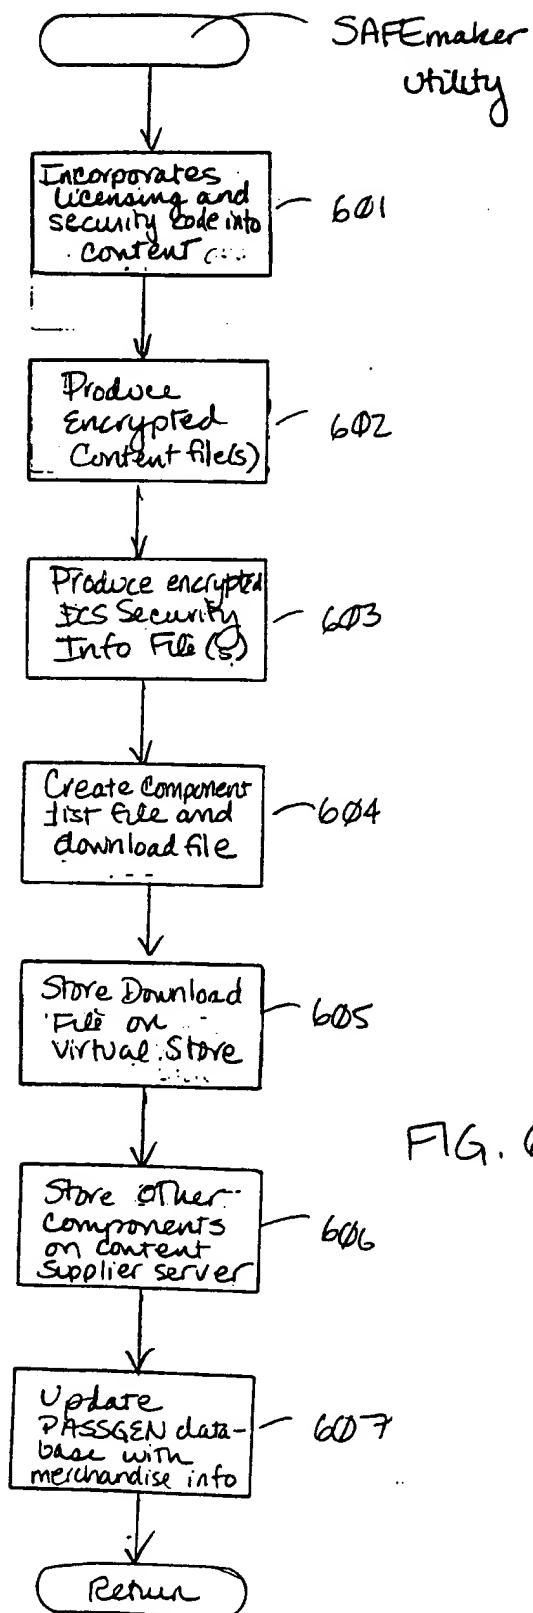 SAFEmaker
Utility
Incorporates
licensing and
security code into
content
601
Produce
Encrypted
Content file(s)
602
Produce encrypted
DCS Security
Info File(s)
603
Create component
list file and
download file
604
Store Download
File on
Virtual Store
605
FIG. 6
Store other
components
on content
supplier server
606
Update
PASSGEN data-
base with
merchandise info
607
Return